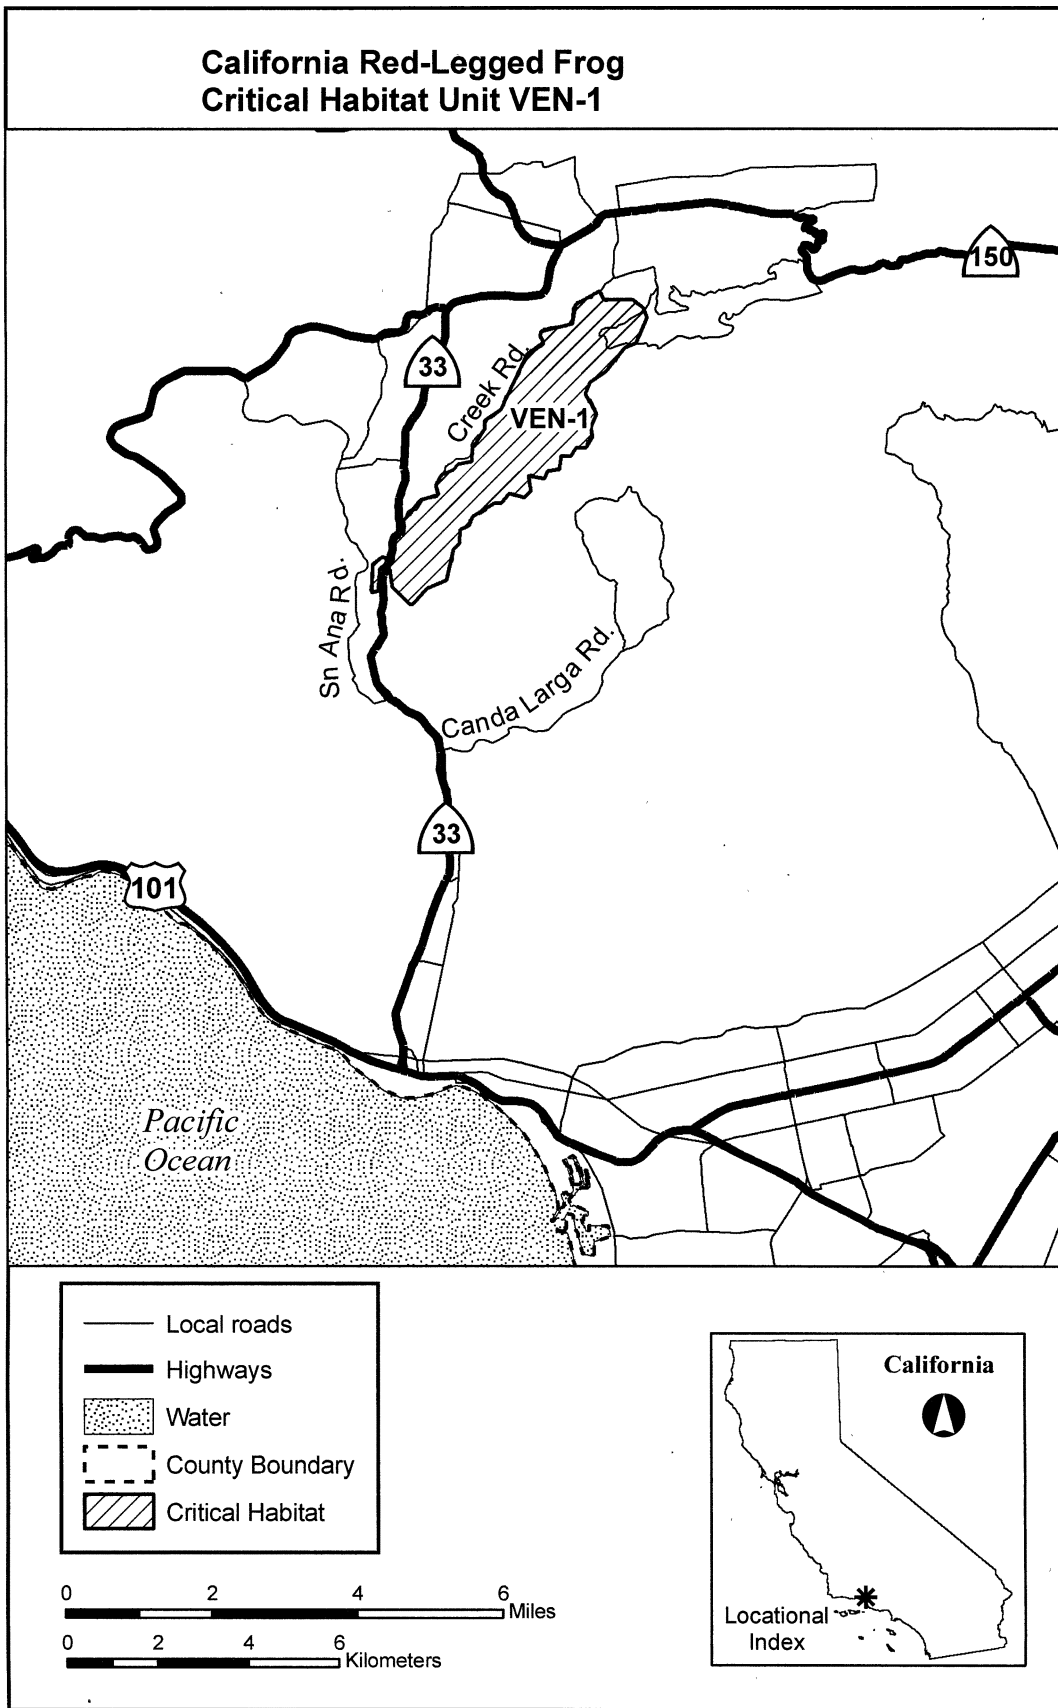 California Red-Legged Frog
Critical Habitat Unit VEN-1
150
33
Creek Rd.
VEN-1
Sn Ana Rd.
Canda Larga Rd.
33
101
Pacific
Ocean
Local roads
Highways
Water
County Boundary
Critical Habitat
California
Locational
Index
0 2 4 6
Miles
0 2 4 6
Kilometers